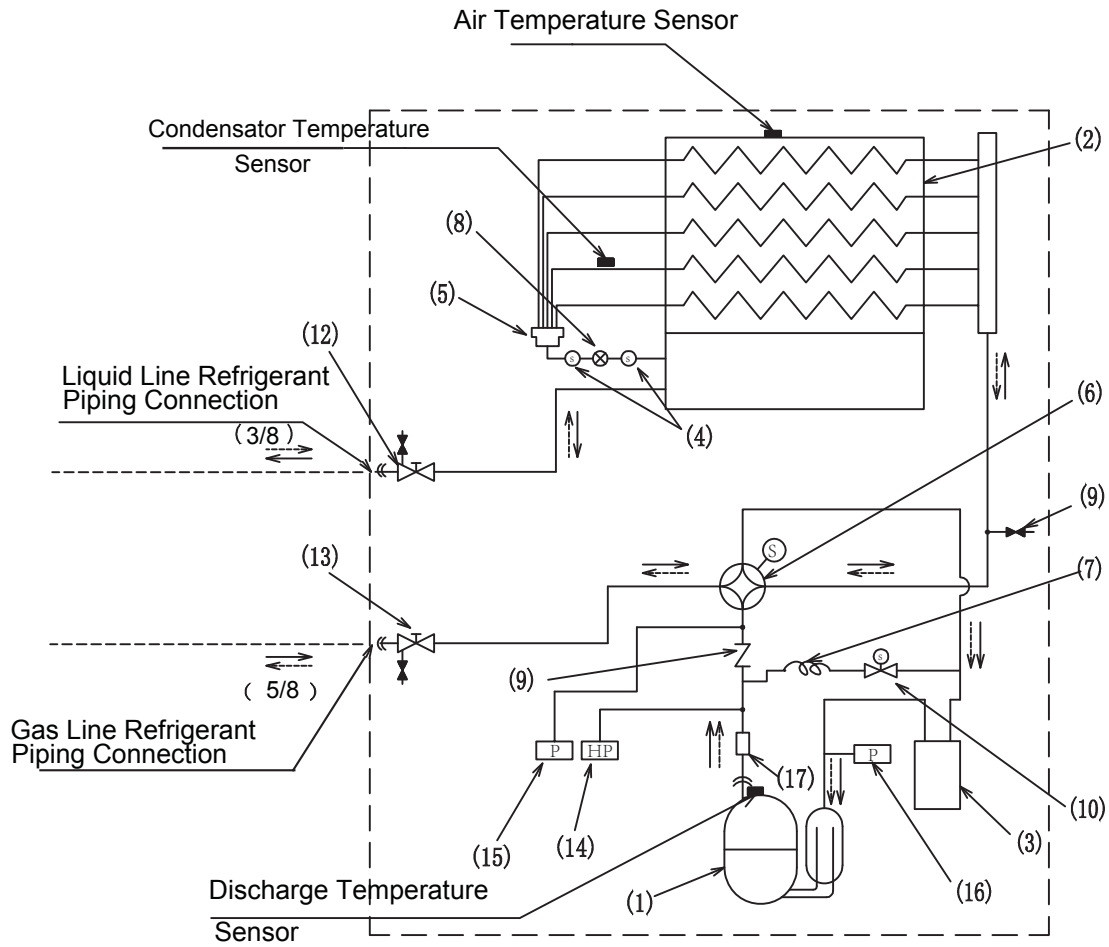 Air Temperature Sensor
Condensator Temperature
Sensor
(2)
(8)
(5)
(12)
Liquid Line Refrigerant
Piping Connection
(3/8)
s
s
(4)
(6)
(9)
S
(7)
(13)
(9)
s
(5/8)
Gas Line Refrigerant
Piping Connection
P
HP
P
(17)
(10)
(15)
(14)
(3)
(16)
(1)
Discharge Temperature
Sensor